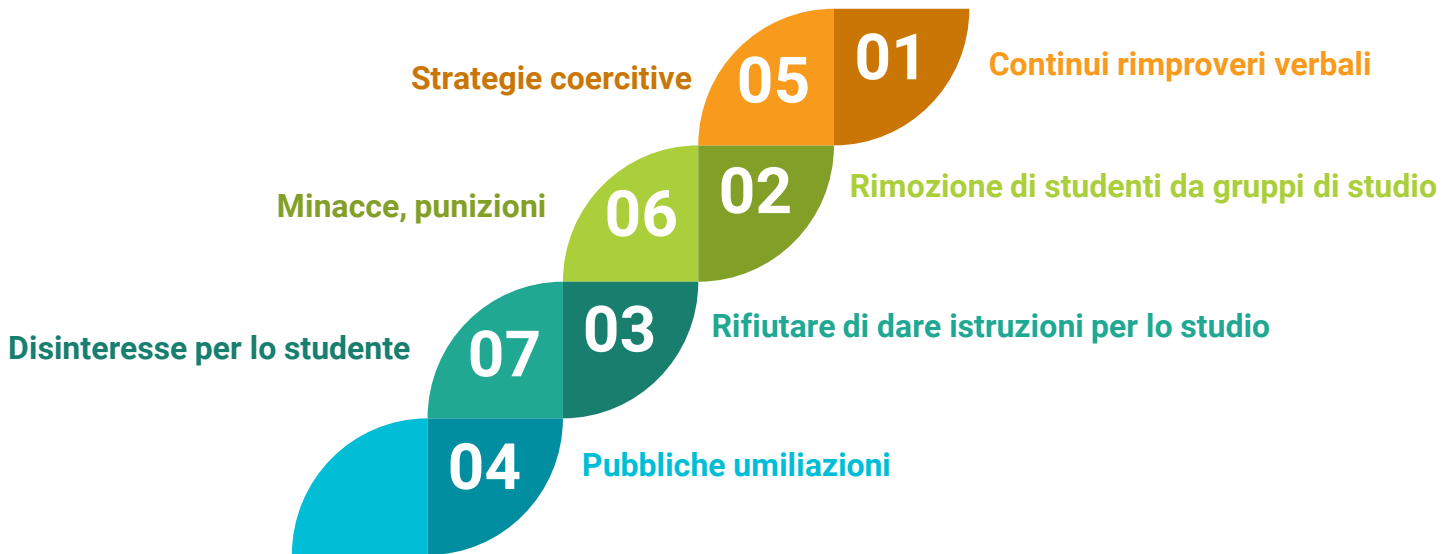 01 Continui rimproveri verbali
02 Rimozione di studenti da gruppi di studio
03 Rifiutare di dare istruzioni per lo studio
04 Pubbliche umiliazioni
Strategie coercitive 05
Minacce, punizioni 06
Disinteresse per lo studente 07